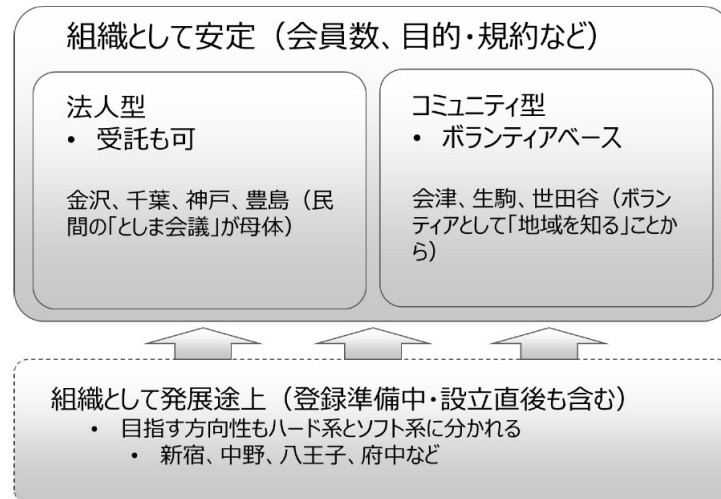 組織として安定（会員数、目的・規約など）
法人型
• 受託も可
金沢、千葉、神戸、豊島（民
間の「としま会議」が母体）
コミュニティ型
• ボランティアベース
会津、生駒、世田谷（ボラン
ティアとして「地域を知る」ことか
ら）
組織として発展途上（登録準備中・設立直後も含む）
• 目指す方向性もハード系とソフト系に分かれる
• 新宿、中野、八王子、府中など